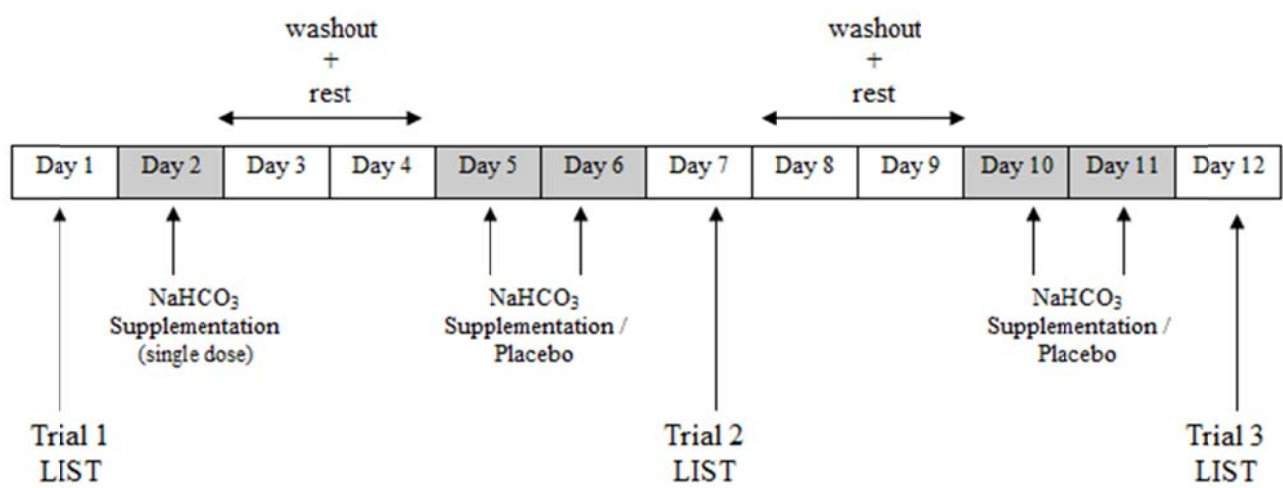 washout
+
rest
washout
+
rest
Day 1 Day 2 Day 3 Day 4 Day 5 Day 6 Day 7 Day 8 Day 9 Day 10 Day 11 Day 12
NaHCO₃
Supplementation
(single dose)
NaHCO₃
Supplementation /
Placebo
NaHCO₃
Supplementation /
Placebo
Trial 1
LIST
Trial 2
LIST
Trial 3
LIST